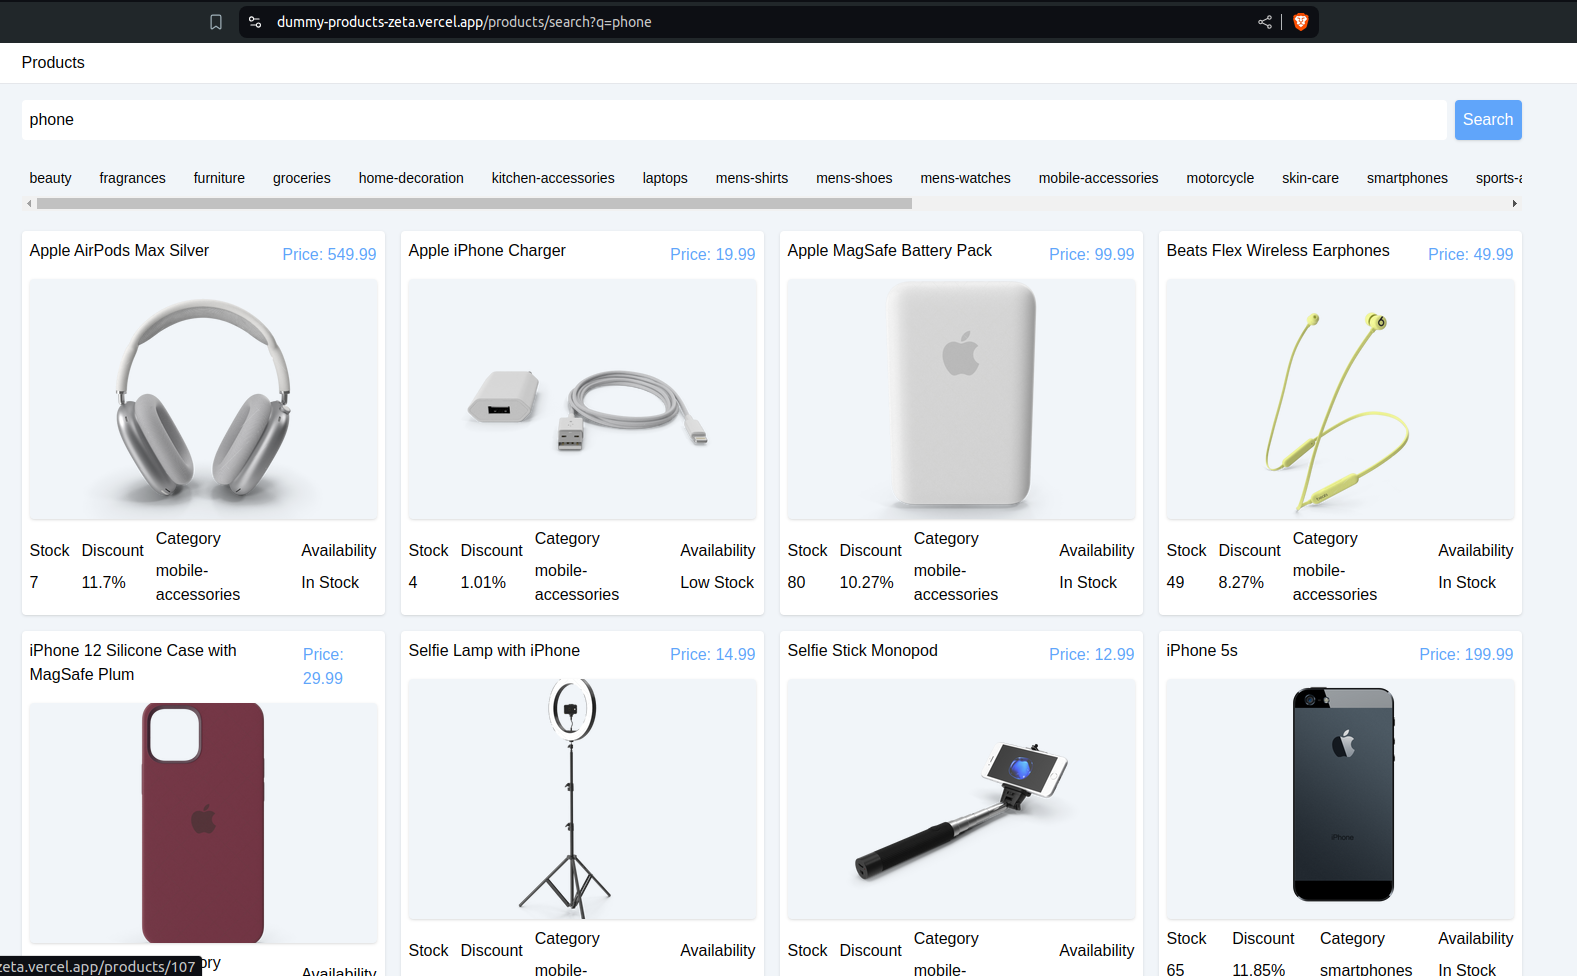 dummy-products-zeta.vercel.app/products/search?q=phone
Products
phone
Search
beauty fragrances furniture groceries home-decoration kitchen-accessories laptops mens-shirts mens-shoes mens-watches mobile-accessories motorcycle skin-care smartphones sports-a
Apple AirPods Max Silver
Price: 549.99
Stock Discount Category Availability
7 11.7% mobile-accessories In Stock
Apple iPhone Charger
Price: 19.99
Stock Discount Category Availability
4 1.01% mobile-accessories Low Stock
Apple MagSafe Battery Pack
Price: 99.99
Stock Discount Category Availability
80 10.27% mobile-accessories In Stock
Beats Flex Wireless Earphones
Price: 49.99
Stock Discount Category Availability
49 8.27% mobile-accessories In Stock
iPhone 12 Silicone Case with
MagSafe Plum
Price:
29.99
ory
Availability
Selfie Lamp with iPhone
Price: 14.99
Stock Discount Category Availability
mobile-
Selfie Stick Monopod
Price: 12.99
Stock Discount Category Availability
mobile-
iPhone 5s
Price: 199.99
iPhone
Stock Discount Category Availability
65 11.85% smartphones In Stock
zeta.vercel.app/products/107